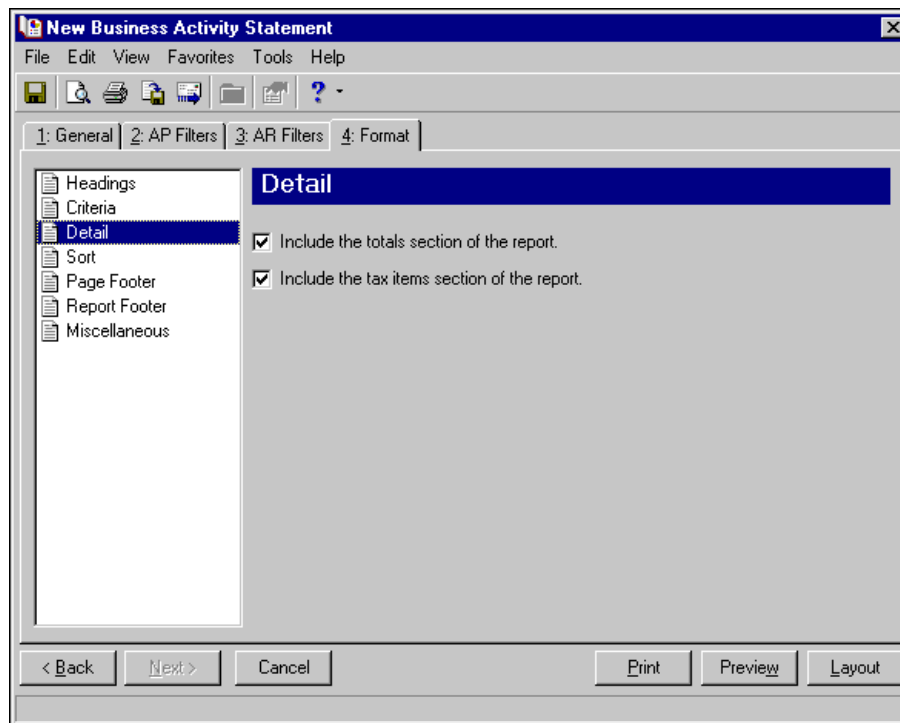 New Business Activity Statement
File Edit View Favorites Tools Help
?
1: General 2: AP Filters 3: AR Filters 4: Format
Headings
Criteria
Detail
Sort
Page Footer
Report Footer
Miscellaneous
Detail
Include the totals section of the report.
Include the tax items section of the report.
< Back Next > Cancel Print Preview Layout